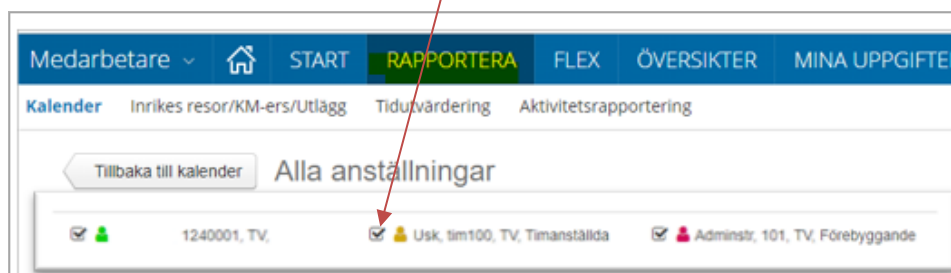 Medarbetare START RAPPORTERA FLEX ÖVERSIKTER MINA UPPGIFTE
Kalender Inrikes resor/KM-ers/Utlägg Tidutvärdering Aktivitetsrapportering
Tillbaka till kalender Alla anställningar
1240001, TV, Usk, tim100, TV, Timanställda Adminstr, 101, TV, Förebyggande